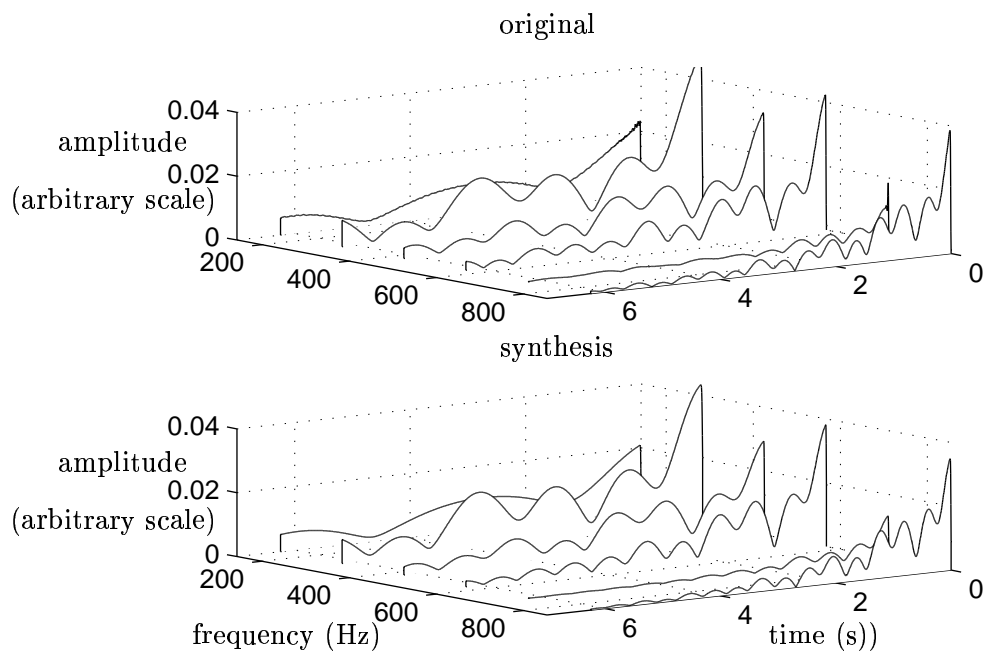 original
0.04
amplitude
0.02
(arbitrary scale)
0
200
400
600
800
6
4
2
0
synthesis
0.04
amplitude
0.02
(arbitrary scale)
0
200
400
600
800
6
4
2
0
frequency (Hz)
time (s))